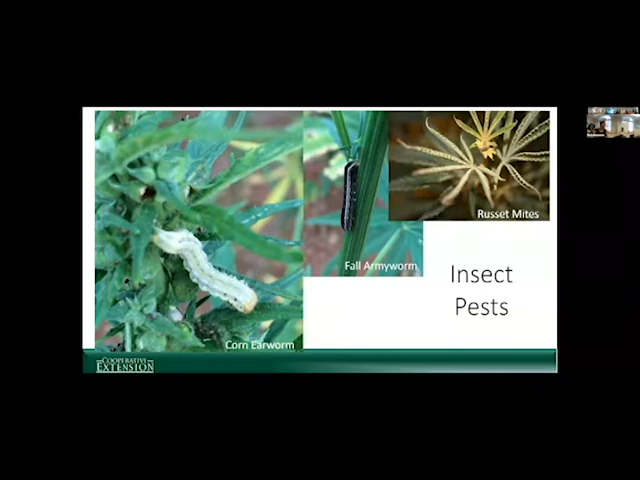 Russet Mites
Fall Armyworm
Insect
Pests
Corn Earworm
COOPERATIVE
EXTENSION